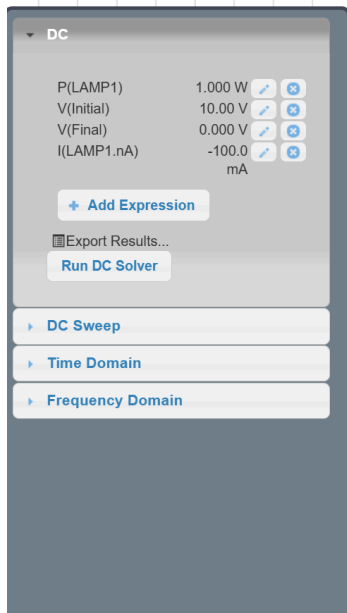 DC
P(LAMP1) 1.000 W
V(Initial) 10.00 V
V(Final) 0.000 V
I(LAMP1.nA) -100.0
mA
+ Add Expression
Export Results...
Run DC Solver
DC Sweep
Time Domain
Frequency Domain